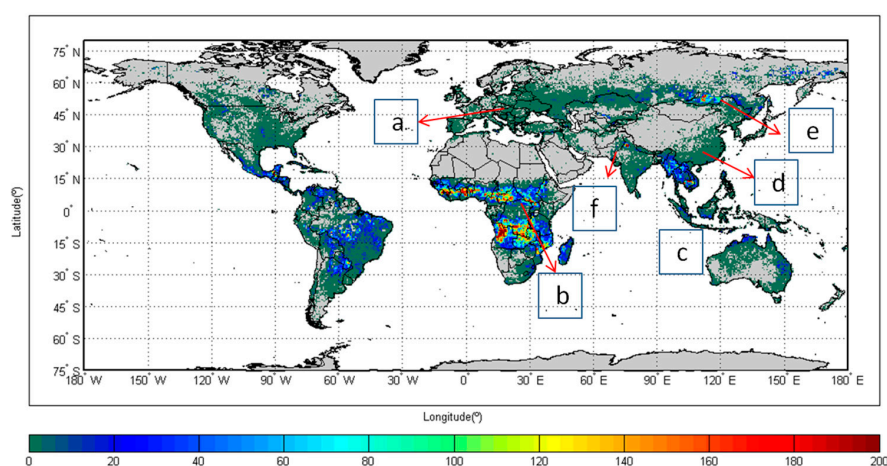 75° N
60° N
45° N
30° N
15° N
0°
15° S
30° S
45° S
60° S
75° S
180° W
150° W
120° W
90° W
60° W
30° W
0°
30° E
60° E
90° E
120° E
150° E
180° E
Latitude(º)
Longitude(º)
a
b
c
d
e
f
0
20
40
60
80
100
120
140
160
180
200